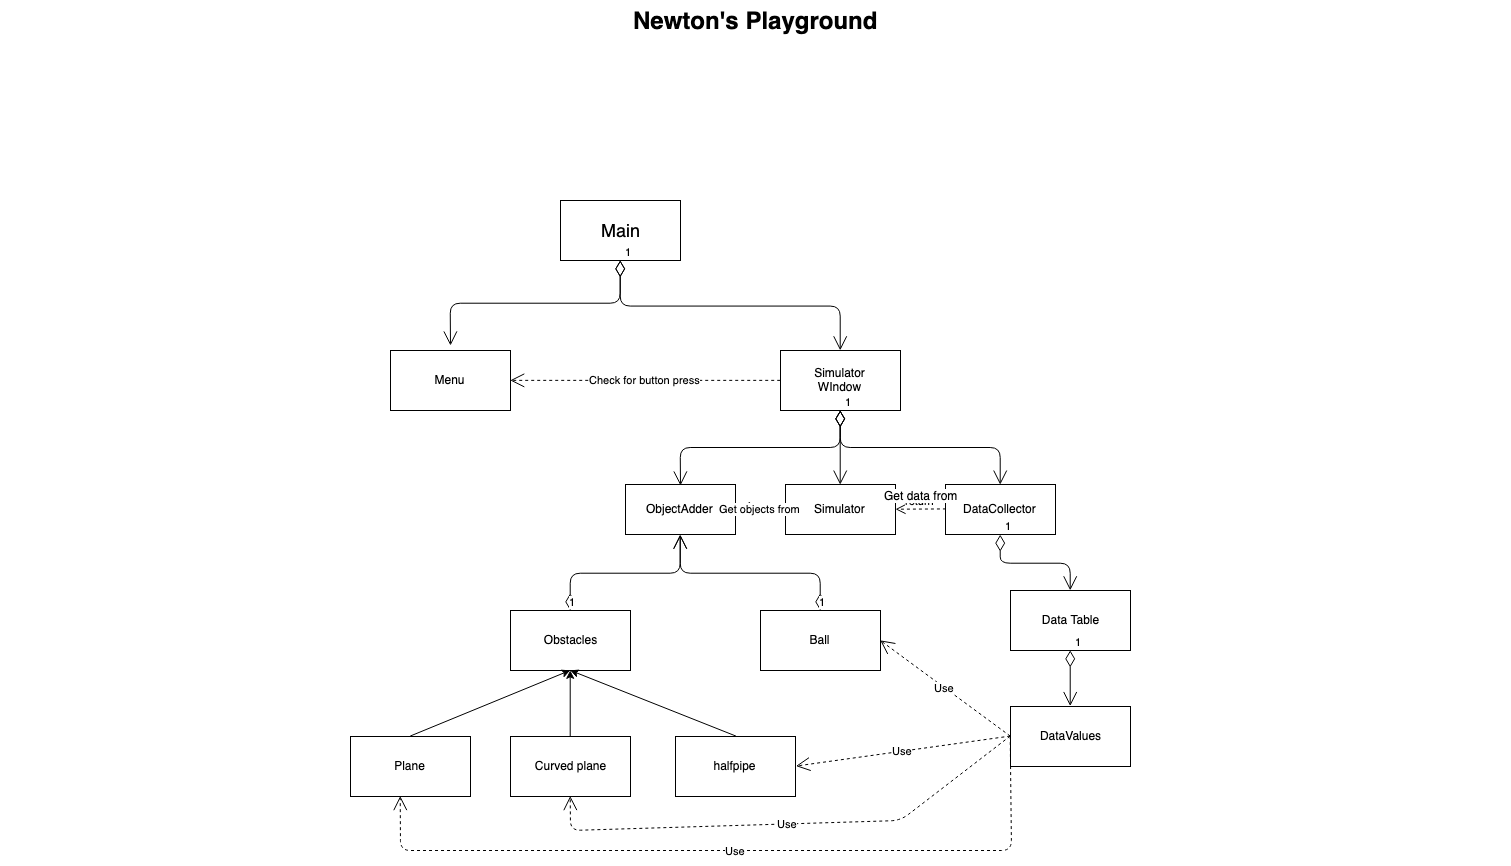 Newton's Playground
Main
1
Menu
Check for button press
Simulator
WIndow
1
ObjectAdder
Get objects from
Simulator
Get data from
DataCollector
1
1
1
Obstacles
Ball
Data Table
1
Use
DataValues
Use
Plane
Curved plane
halfpipe
Use
Use